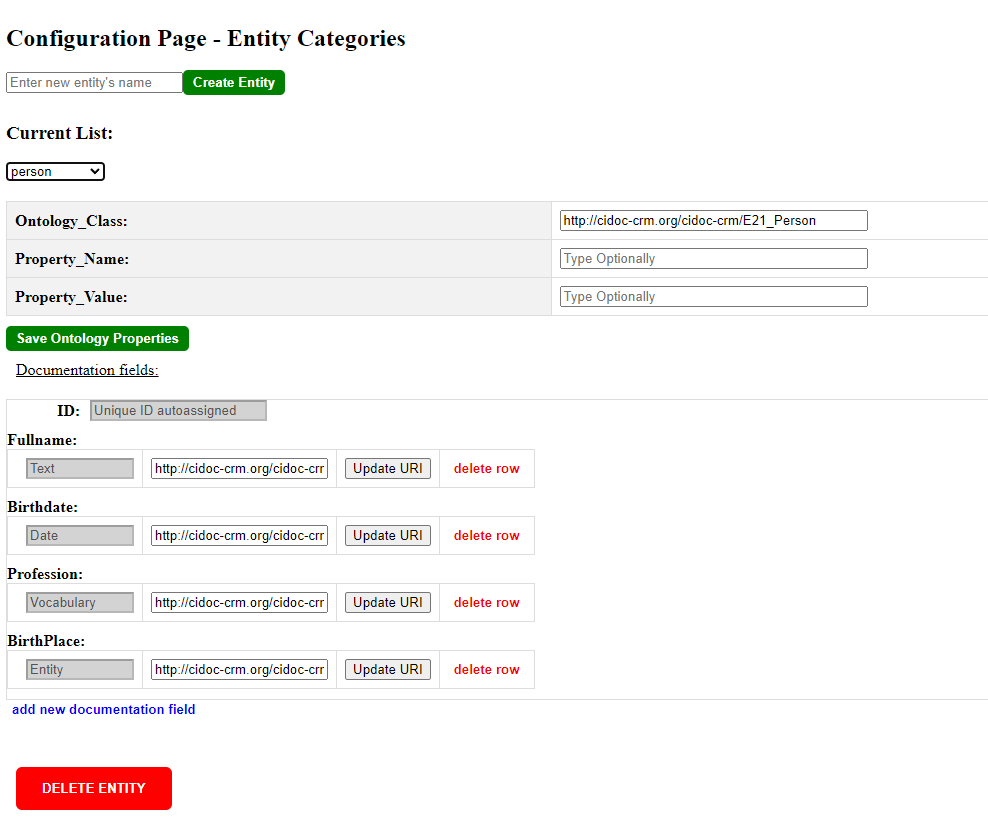 Configuration Page - Entity Categories
Enter new entity's name Create Entity
Current List:
person
Ontology_Class: http://cidoc-crm.org/cidoc-crm/E21_Person
Property_Name: Type Optionally
Property_Value: Type Optionally
Save Ontology Properties
Documentation fields:
ID: Unique ID autoassigned
Fullname:
Text http://cidoc-crm.org/cidoc-crr Update URI delete row
Birthdate:
Date http://cidoc-crm.org/cidoc-crr Update URI delete row
Profession:
Vocabulary http://cidoc-crm.org/cidoc-crr Update URI delete row
BirthPlace:
Entity http://cidoc-crm.org/cidoc-crr Update URI delete row
add new documentation field
DELETE ENTITY